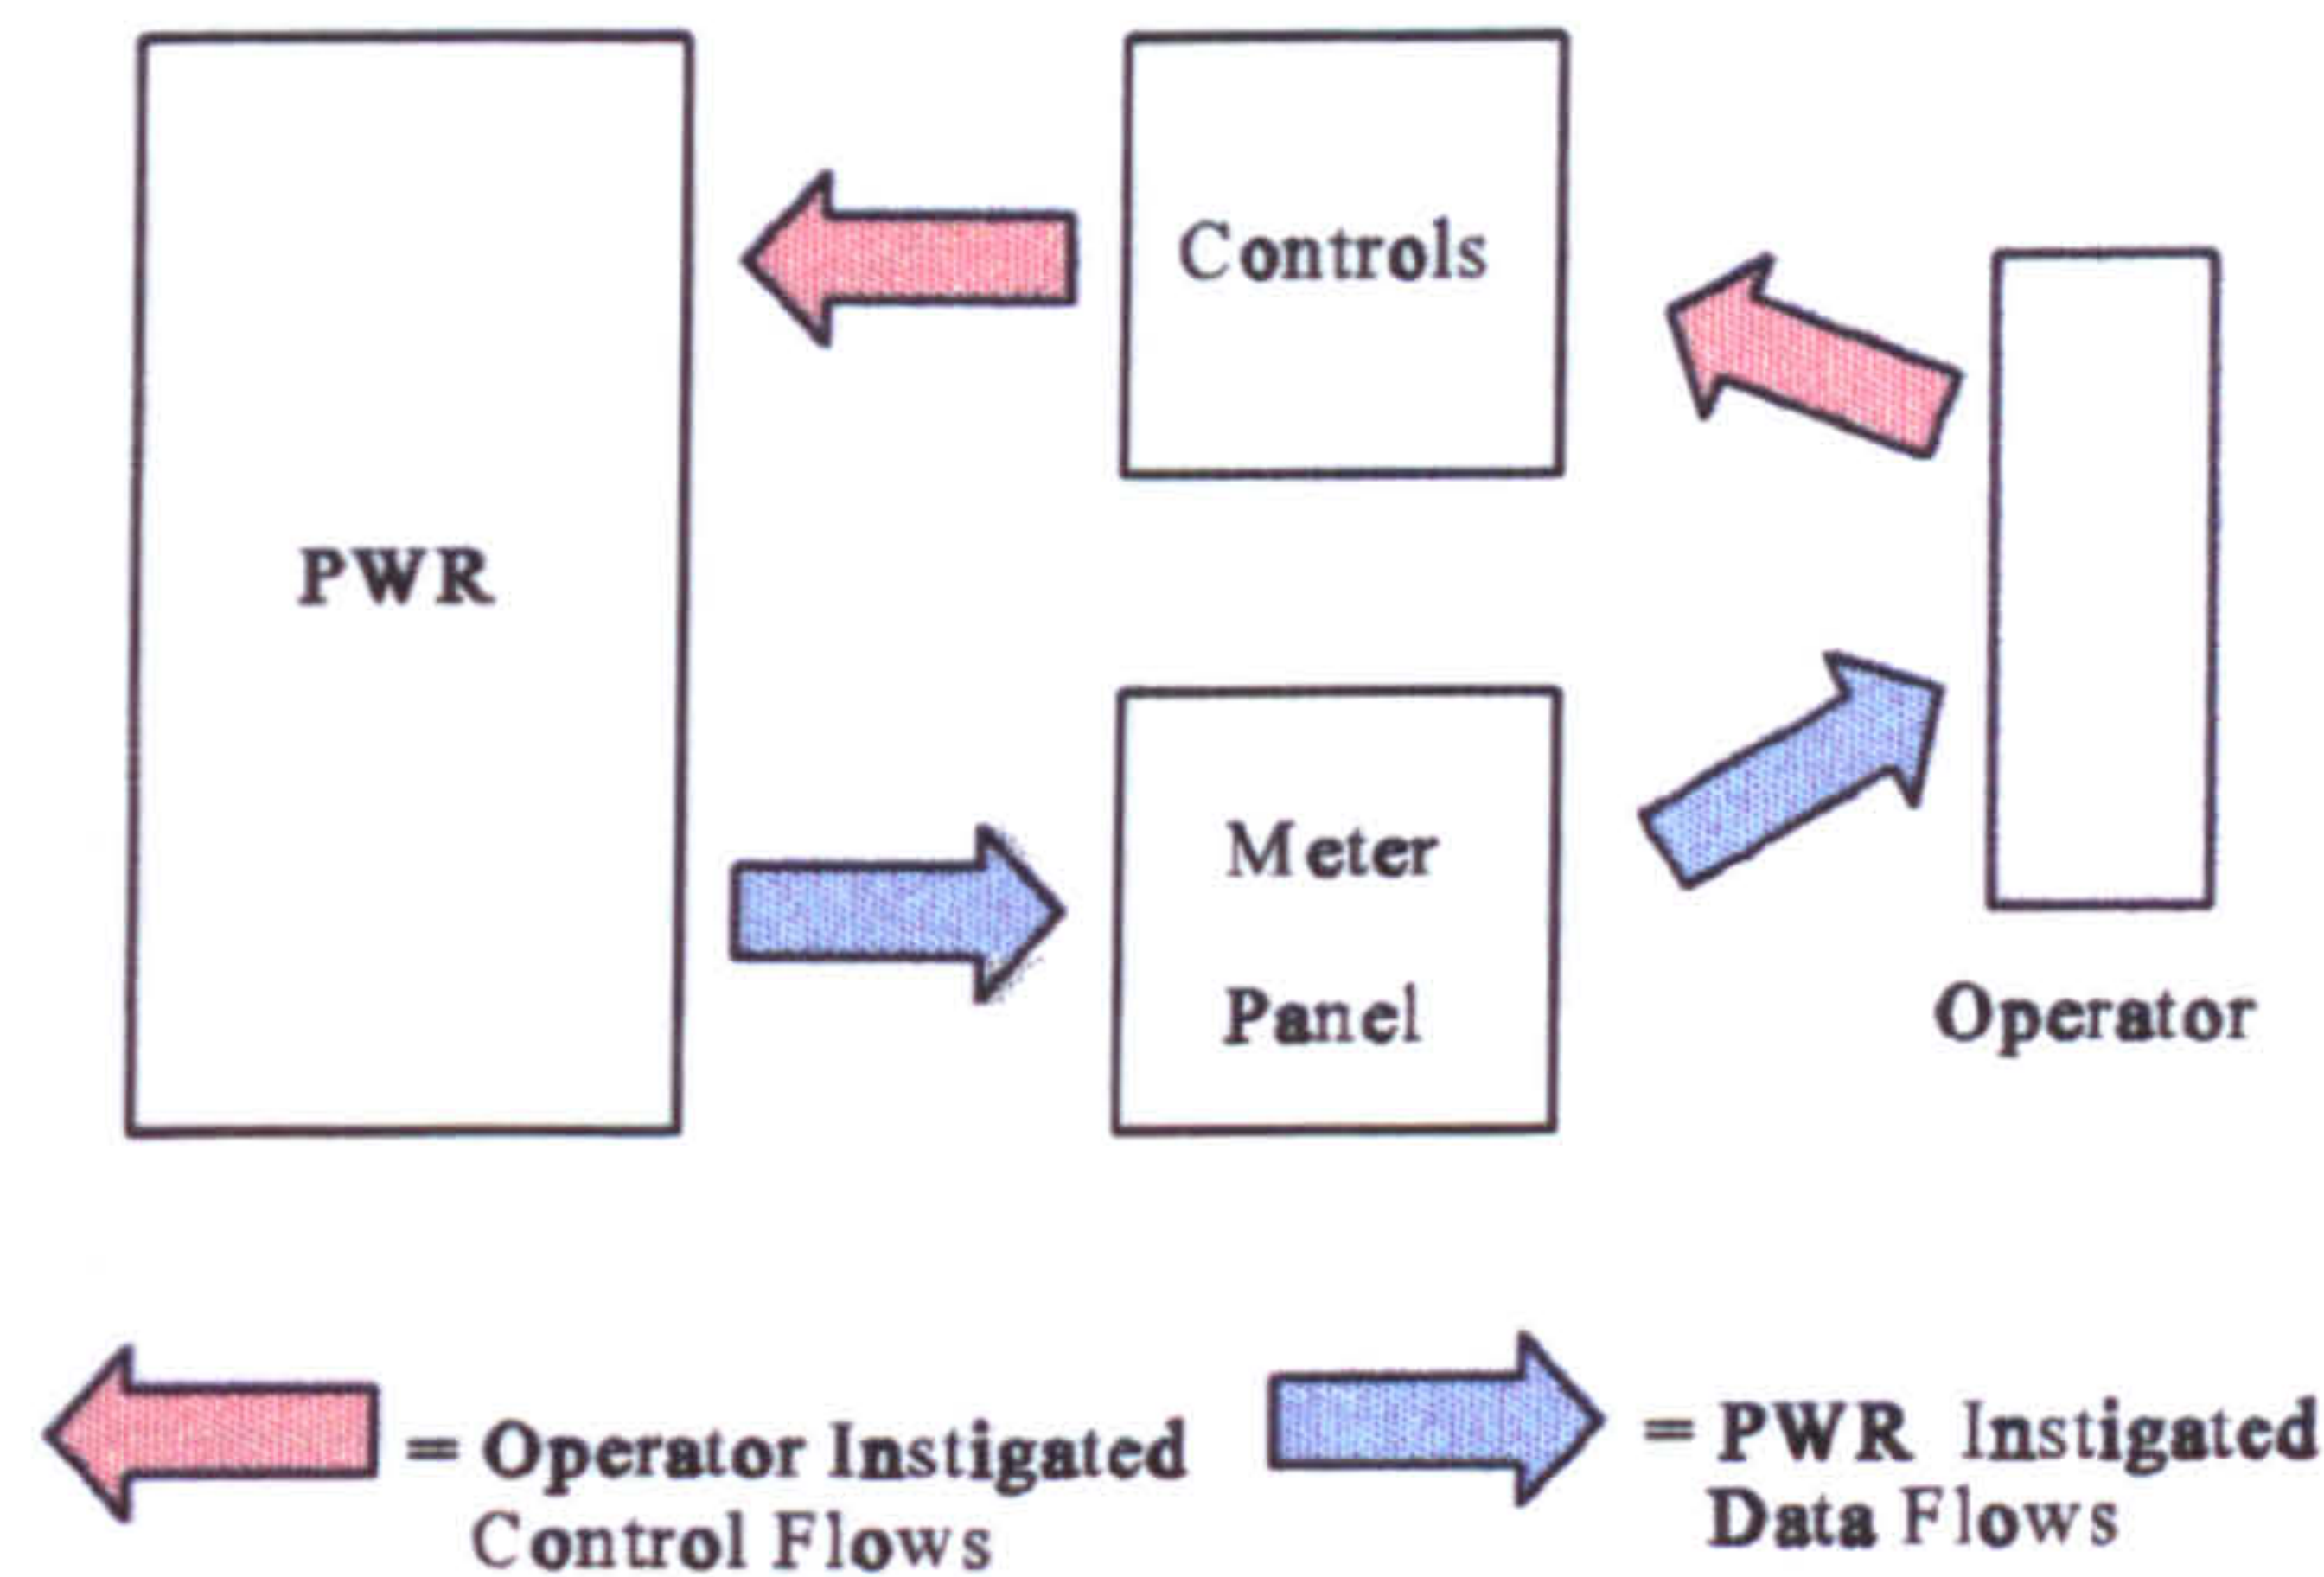 Controls
PWR
Meter
Panel
Operator
= Operator Instigated
Control Flows
= PWR Instigated
Data Flows